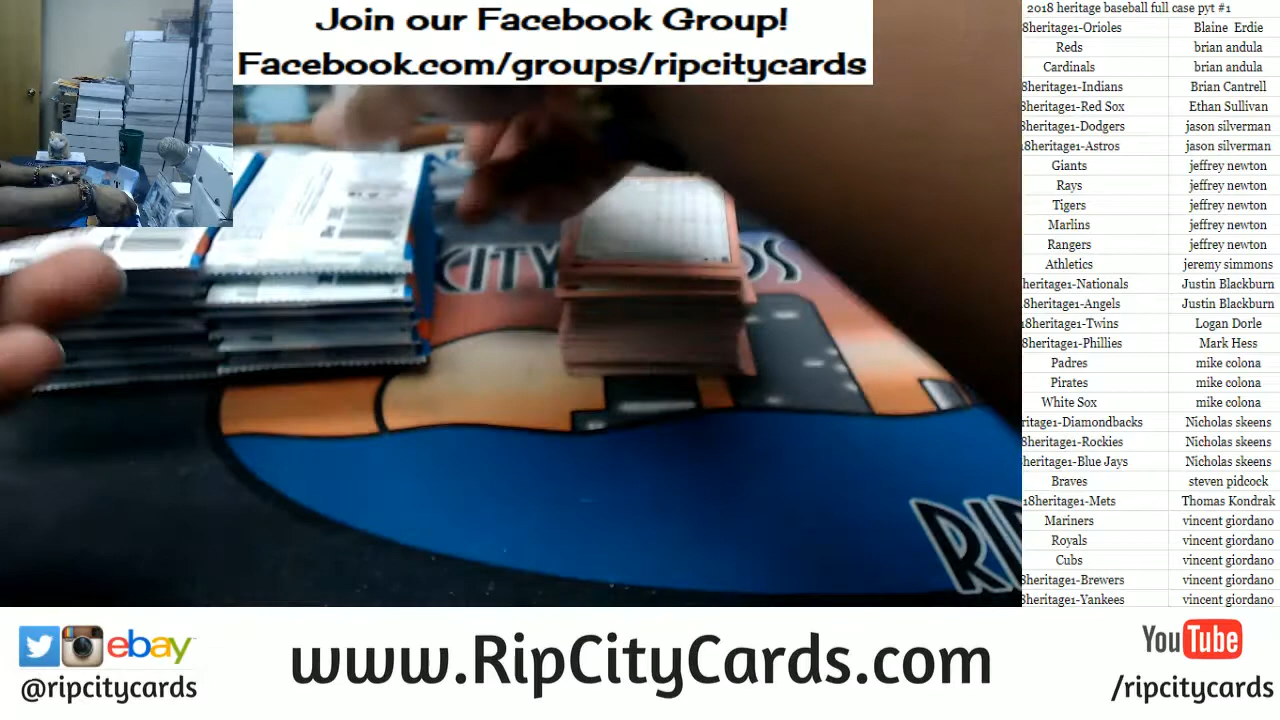 Join our Facebook Group!
Facebook.com/groups/ripcitycards
2018 heritage baseball full case pyt #1
8heritage1-Orioles Blaine Erdie
Reds brian andula
Cardinals brian andula
8heritage1-Indians Brian Cantrell
8heritage1-Red Sox Ethan Sullivan
8heritage1-Dodgers jason silverman
18heritage1-Astros jason silverman
Giants jeffrey newton
Rays jeffrey newton
Tigers jeffrey newton
Marlins jeffrey newton
Rangers jeffrey newton
Athletics jeremy simmons
heritage1-Nationals Justin Blackburn
18heritage1-Angels Justin Blackburn
18heritage1-Twins Logan Dorle
8heritage1-Phillies Mark Hess
Padres mike colona
Pirates mike colona
White Sox mike colona
ritage1-Diamondbacks Nicholas skeens
8heritage1-Rockies Nicholas skeens
heritage1-Blue Jays Nicholas skeens
Braves steven pidcock
18heritage1-Mets Thomas Kondrak
Mariners vincent giordano
Royals vincent giordano
Cubs vincent giordano
8heritage1-Brewers vincent giordano
8heritage1-Yankees vincent giordano
CITY RDS
RI
ebay
@ripcitycards
www.RipCityCards.com
YouTube
/ripcitycards